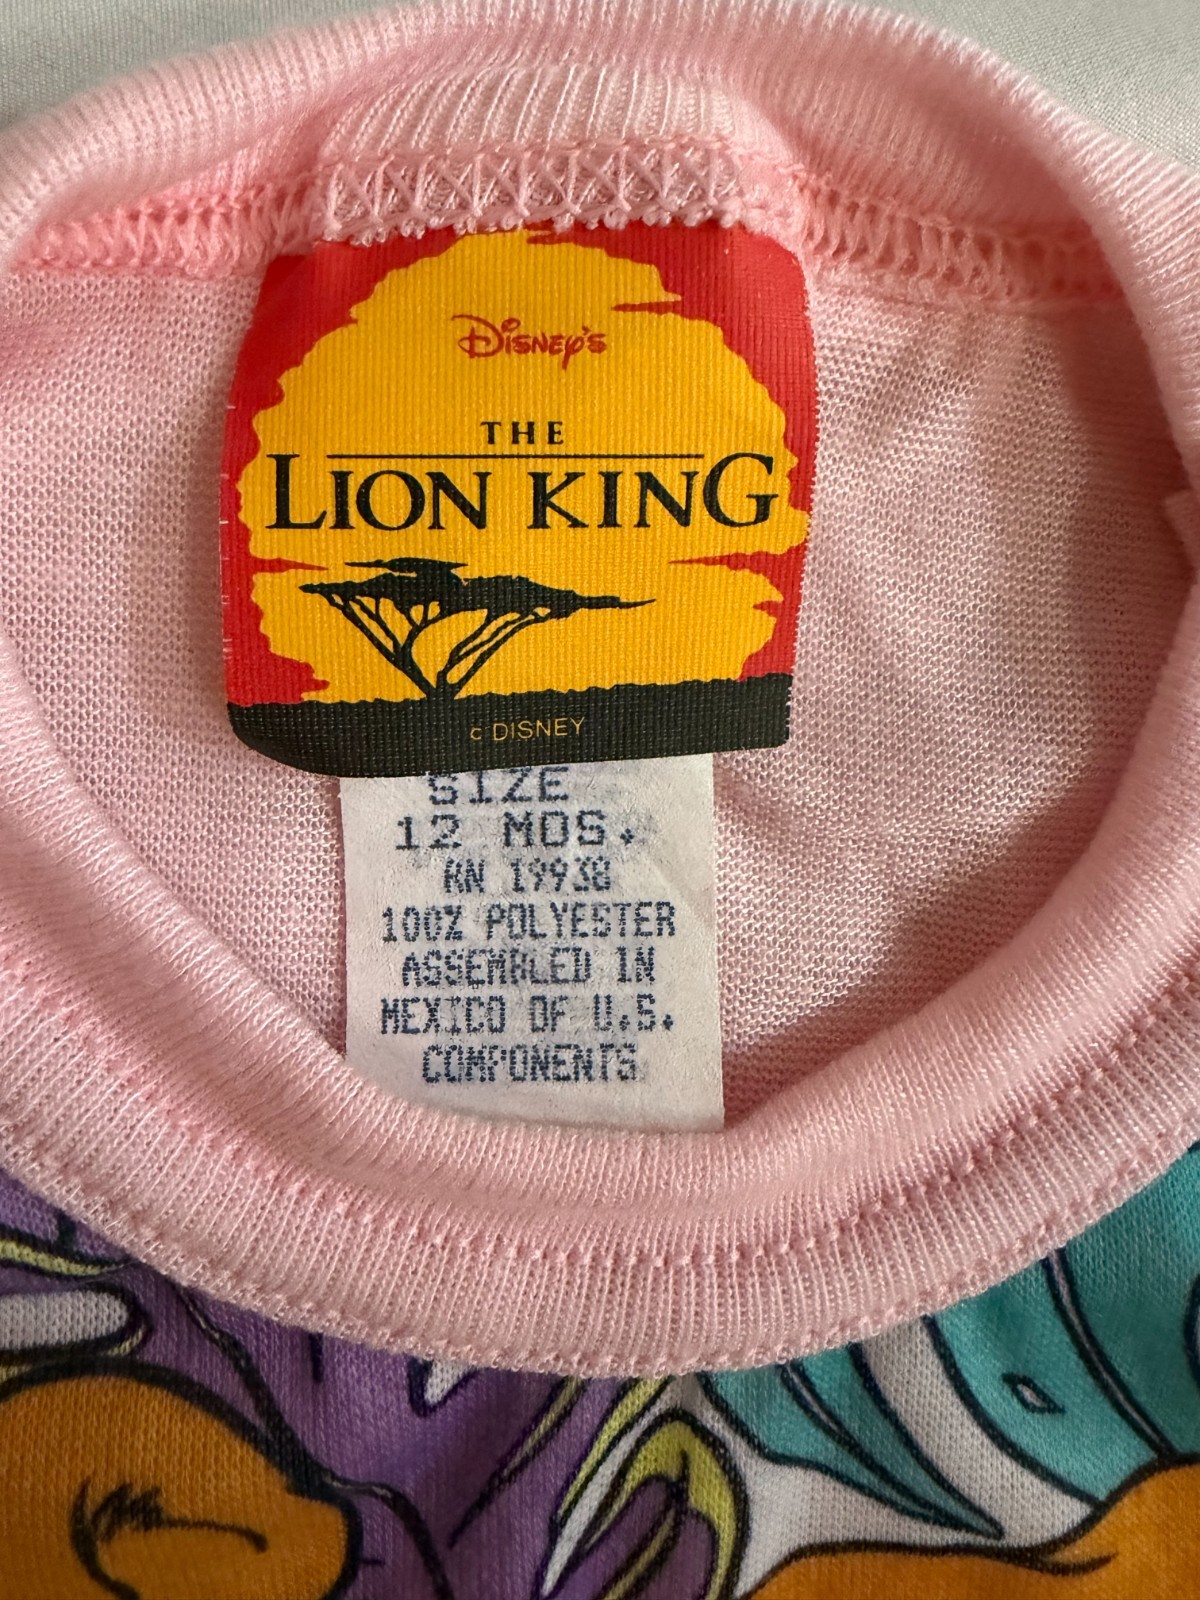 Disney's
THE
LION KING
c DISNEY
SIZE
12 MOS.
RN 19938
100% POLYESTER
ASSEMBLED IN
MEXICO OF U.S.
COMPONENTS